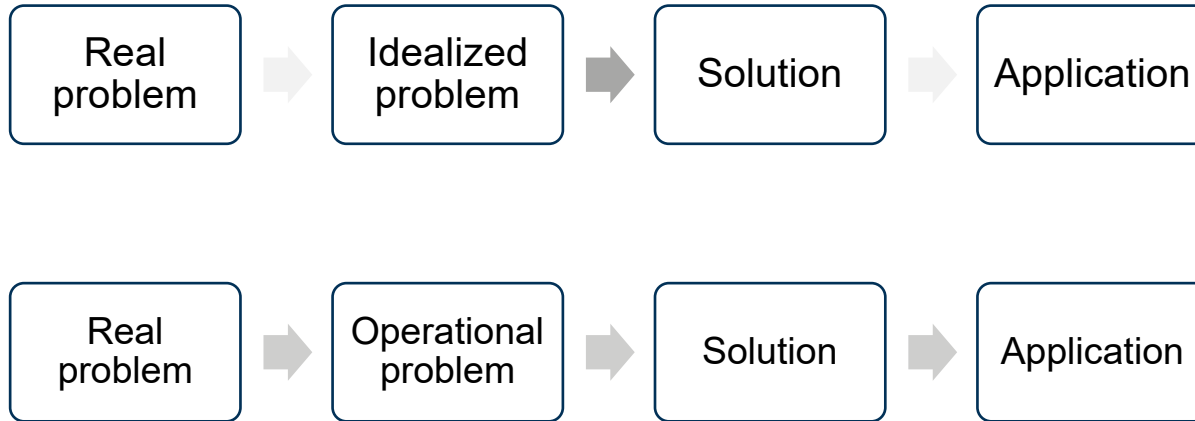 Real
problem
Idealized
problem
Solution
Application
Real
problem
Operational
problem
Solution
Application